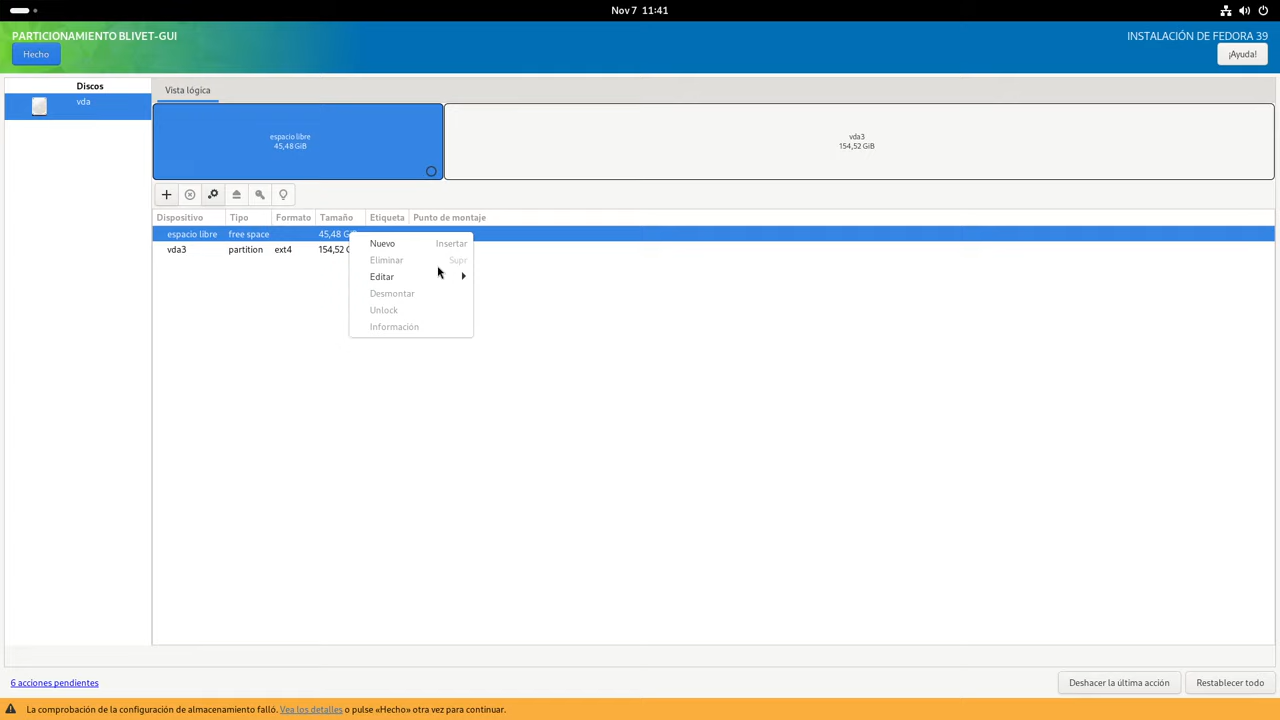 Nov 7 11:41
PARTICIONAMIENTO BLIVET-GUI
INSTALACIÓN DE FEDORA 39
Hecho
¡Ayuda!
Discos
vda
Vista lógica
espacio libre
45,48 GiB
vda3
154,52 GiB
Dispositivo Tipo Formato Tamaño Etiqueta Punto de montaje
espacio libre free space 45,48
vda3 partition ext4 154,52
Nuevo Insertar
Eliminar Supr
Editar
Desmontar
Unlock
Información
6 acciones pendientes
Deshacer la última acción
Restablecer todo
La comprobación de la configuración de almacenamiento falló. Vea los detalles o pulse «Hecho» otra vez para continuar.